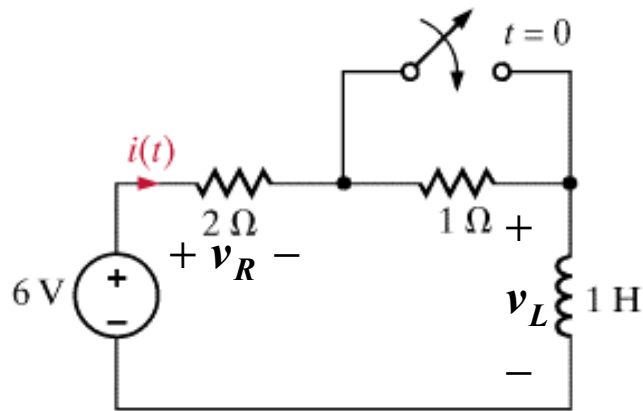 t = 0
i(t)
2 Ω
1 Ω
+ v_R −
+
6 V
+
−
v_L
1 H
−